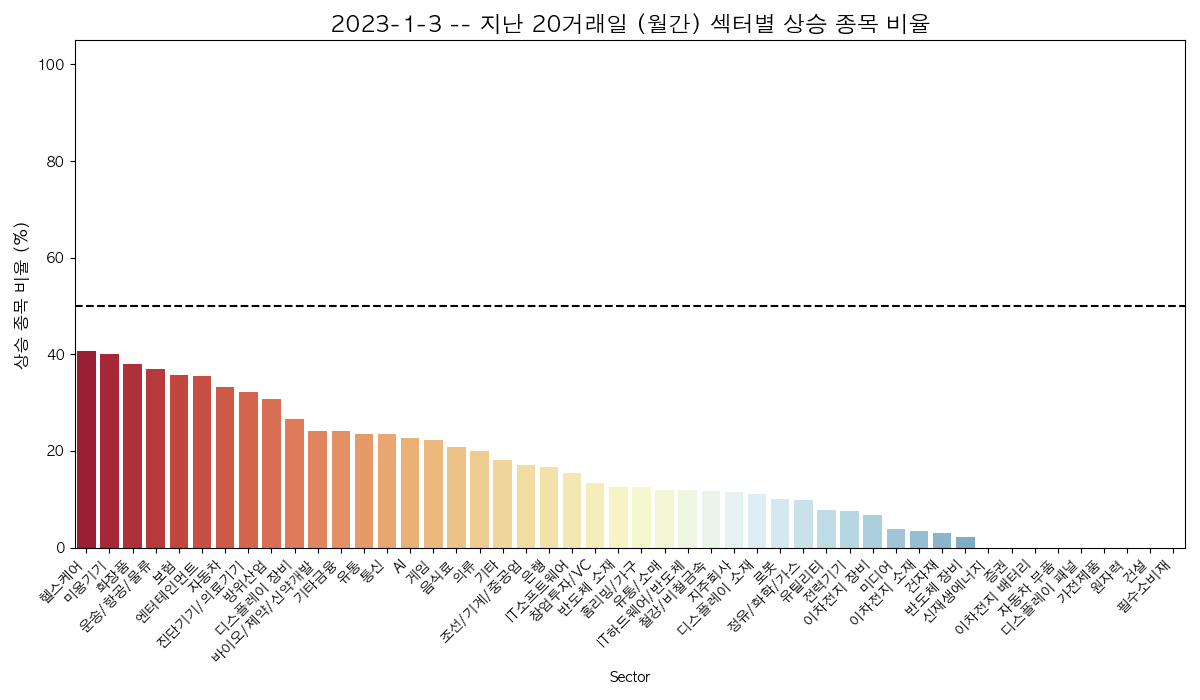 2023-1-3 -- 지난 20거래일 (월간) 섹터별 상승 종목 비율
상승 종목 비율 (%)
100
80
60
40
20
0
헬스케어
미용기기
화장품
운송/항공/물류
보험
엔터테인먼트
자동차
진단기기/의료기기
방위산업
디스플레이 장비
바이오/제약/신약개발
기타금융
유통
통신
AI
게임
음식료
의류
기타
조선/기계/중공업
은행
IT소프트웨어
창업투자/VC
반도체 소재
홈리빙/가구
유통/소매
IT하드웨어/반도체
철강/비철금속
지주회사
디스플레이 소재
로봇
정유/화학/가스
유틸리티
전력기기
이차전지 장비
미디어
이차전지 소재
건자재
반도체 장비
신재생에너지
증권
이차전지 배터리
자동차 부품
디스플레이 패널
가전제품
원자력
건설
필수소비재
Sector